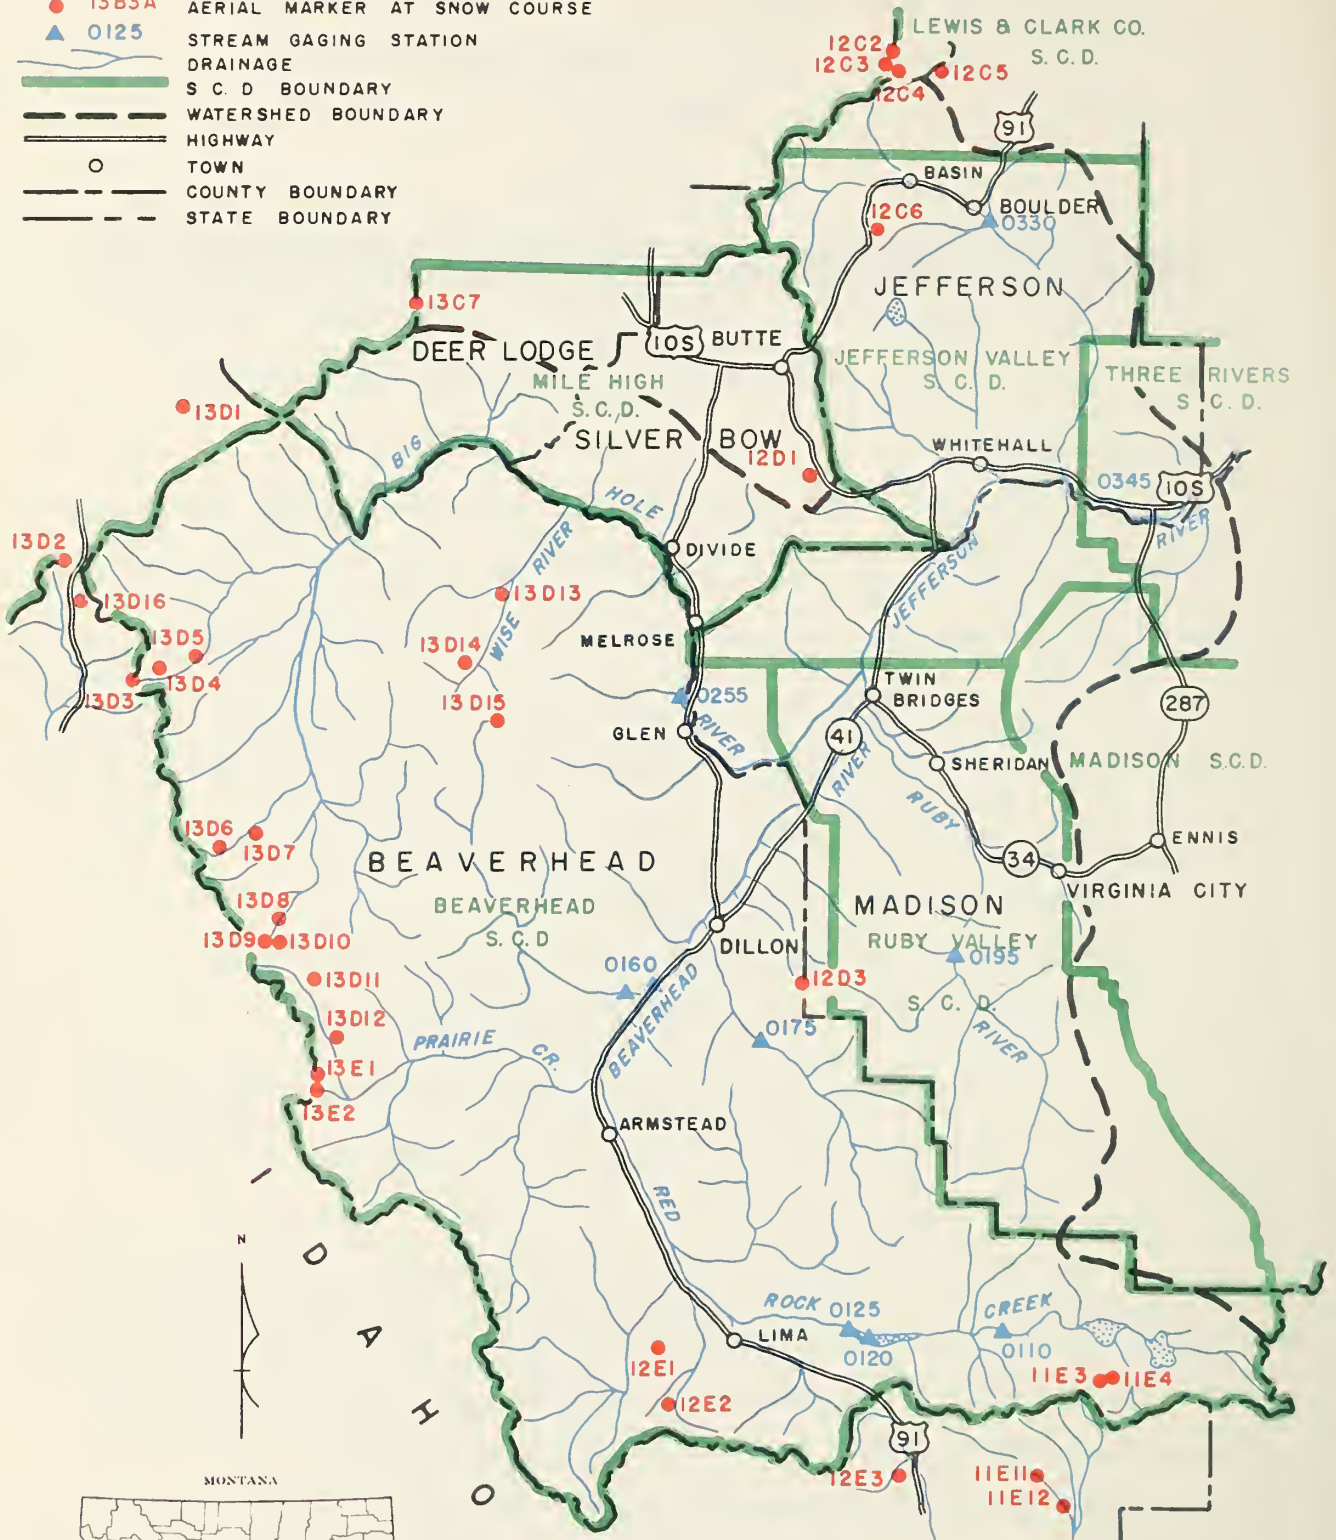 13B3A AERIAL MARKER AT SNOW COURSE
0125 STREAM GAGING STATION
DRAINAGE
S C. D BOUNDARY
WATERSHED BOUNDARY
HIGHWAY
TOWN
COUNTY BOUNDARY
STATE BOUNDARY
LEWIS & CLARK CO.
S. C. D.
12C2
12C3
12C5
12C4
91
BASIN
BOULDER
12C6
0330
JEFFERSON
13C7
10S
BUTTE
DEER LODGE
MILE HIGH
S. C. D.
JEFFERSON VALLEY
S. C. D.
THREE RIVERS
S C. D.
13D1
SILVER BOW
BIG
HOLE
12D1
WHITEHALL
0345
10S
RIVER
13D2
DIVIDE
RIVER
WISE
JEFFERSON
13D16
13D13
13D5
13D14
MELROSE
13D3
13D4
13D15
0255
RIVER
GLEN
TWIN
BRIDGES
287
41
RIVER
SHERIDAN
MADISON S.C.D.
RUBY
13D6
13D7
ENNIS
34
BEAVERHEAD
VIRGINIA CITY
13D8
BEAVERHEAD
S. C. D
MADISON
13D9
13D10
DILLON
RUBY VALLEY
0195
0160
13D11
12D3
S. C. D.
BEAVERHEAD
13D12
PRAIRIE
CR.
0175
RIVER
13E1
13E2
ARMSTEAD
RED
IDAHO
N
ROCK
0125
CREEK
LIMA
0120
0110
12E1
11E3
11E4
12E2
91
12E3
11E11
11E12
MONTANA